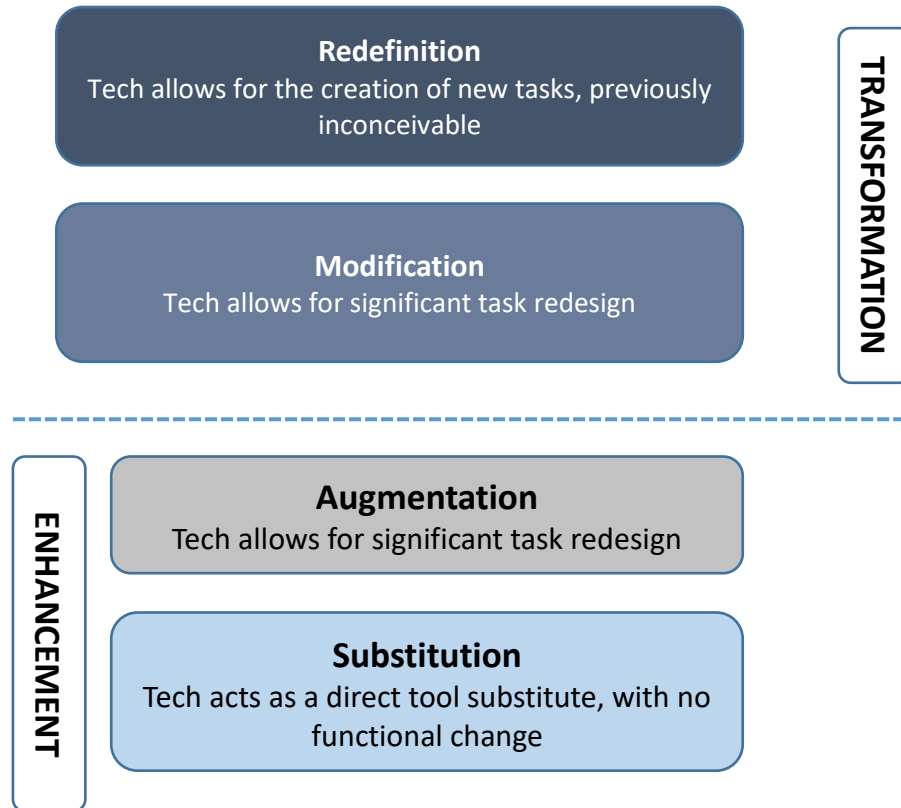 Redefinition
Tech allows for the creation of new tasks, previously
inconceivable
TRANSFORMATION
Modification
Tech allows for significant task redesign
ENHANCEMENT
Augmentation
Tech allows for significant task redesign
Substitution
Tech acts as a direct tool substitute, with no
functional change